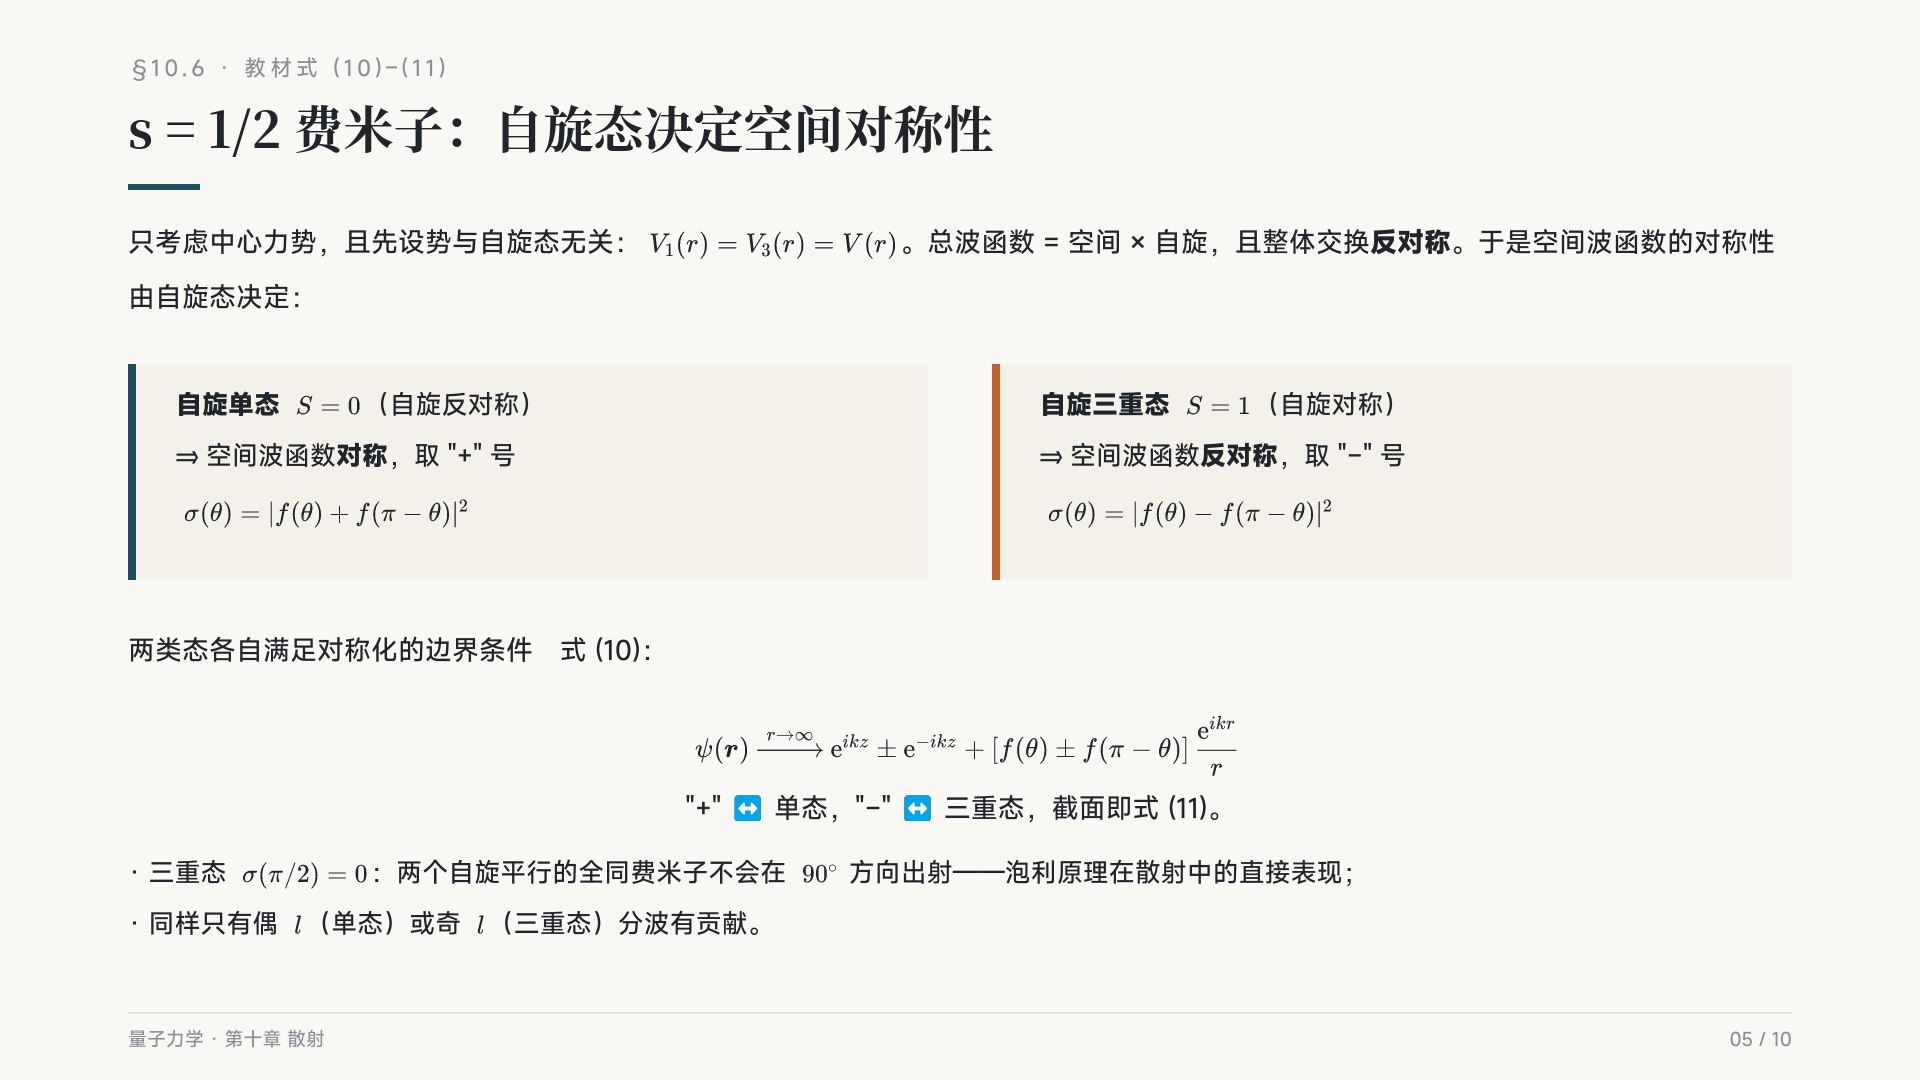 §10.6 · 教材式 (10)–(11)
s = 1/2 费米子：自旋态决定空间对称性
只考虑中心力势，且先设势与自旋态无关： V₁(r) = V₃(r) = V(r)。总波函数 = 空间 × 自旋，且整体交换反对称。于是空间波函数的对称性
由自旋态决定：
自旋单态 S = 0（自旋反对称）
⇒ 空间波函数对称，取 "+" 号
σ(θ) = |f(θ) + f(π − θ)|²
自旋三重态 S = 1（自旋对称）
⇒ 空间波函数反对称，取 "−" 号
σ(θ) = |f(θ) − f(π − θ)|²
两类态各自满足对称化的边界条件 式 (10)：
ψ(r) —r→∞→ e^{ikz} ± e^{−ikz} + [f(θ) ± f(π − θ)] e^{ikr}/r
"+" ↔️ 单态，"−" ↔️ 三重态，截面即式 (11)。
· 三重态 σ(π/2) = 0：两个自旋平行的全同费米子不会在 90° 方向出射——泡利原理在散射中的直接表现；
· 同样只有偶 l（单态）或奇 l（三重态）分波有贡献。
量子力学 · 第十章 散射
05 / 10